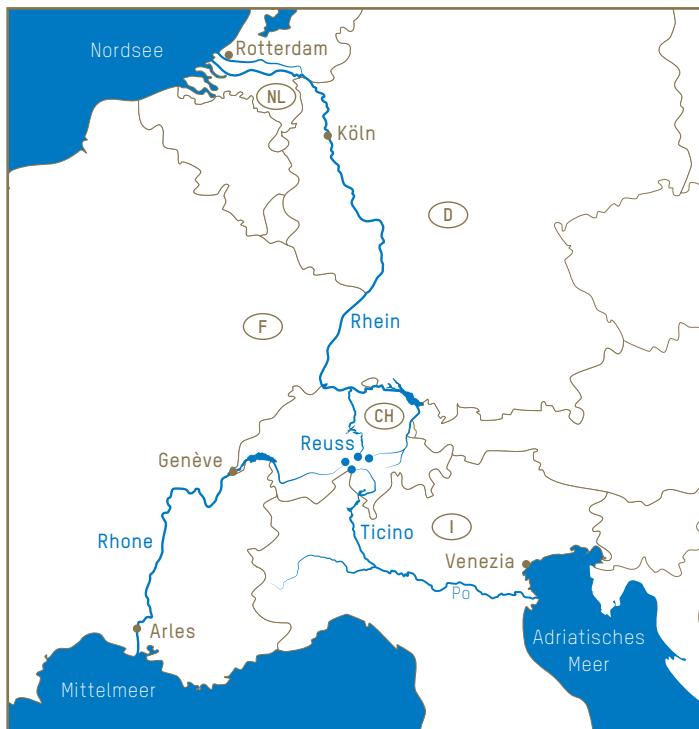 Nordsee
Rotterdam
NL
Köln
D
Rhein
F
CH
Reuss
Genève
Rhone
Ticino
I
Venezia
Po
Arles
Adriatisches
Meer
Mittelmeer